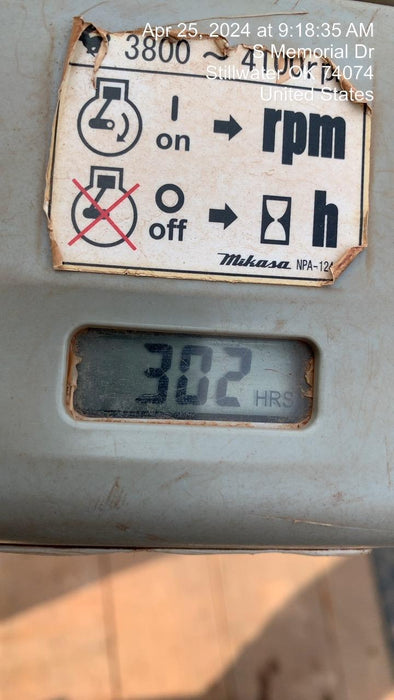 Apr 25, 2024 at 9:18:35 AM
S Memorial Dr
Stillwater OK 74074
United States
3800 ~
I
on
rpm
O
off
h
Mikasa NPA-12
302 HRS